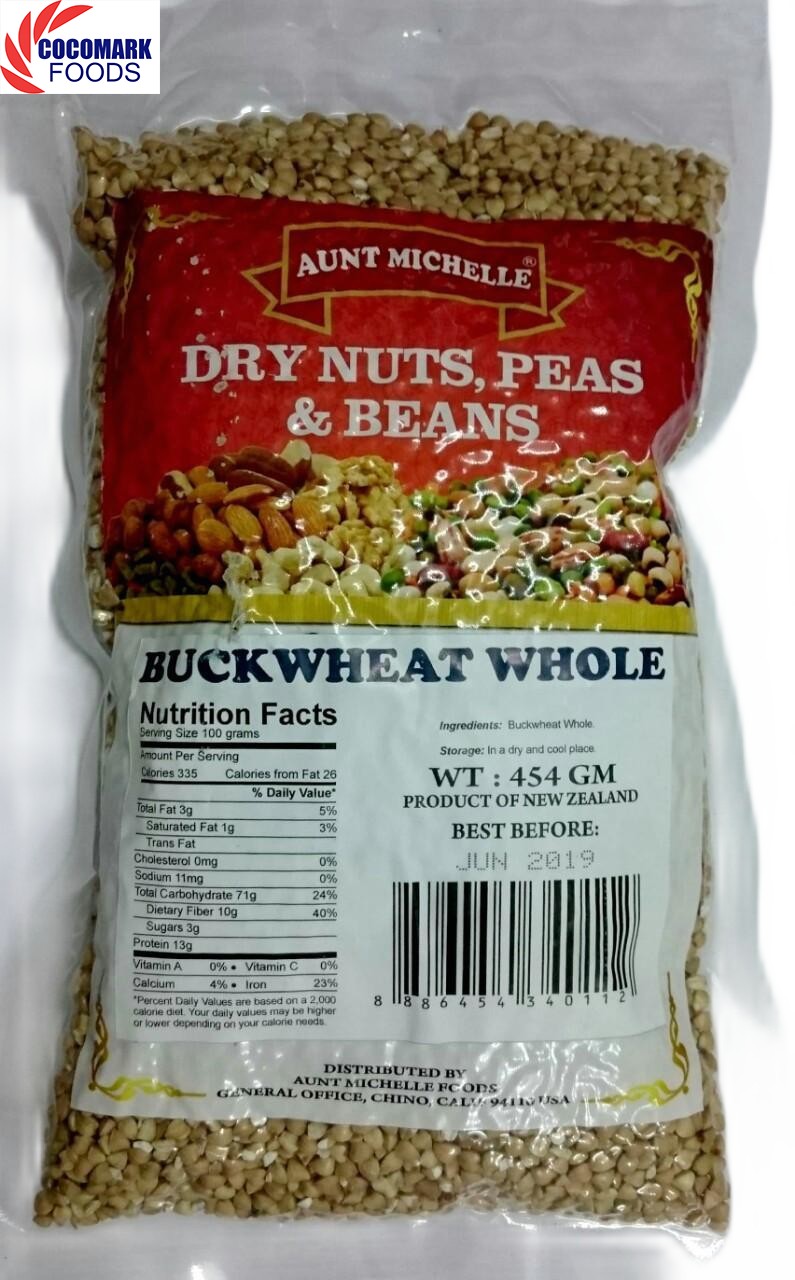 COCOMARK
FOODS
AUNT MICHELLE®
DRY NUTS, PEAS
& BEANS
BUCKWHEAT WHOLE
Nutrition Facts
Serving Size 100 grams
Amount Per Serving
Calories 335 Calories from Fat 26
% Daily Value*
Total Fat 3g 5%
Saturated Fat 1g 3%
Trans Fat
Cholesterol 0mg 0%
Sodium 11mg 0%
Total Carbohydrate 71g 24%
Dietary Fiber 10g 40%
Sugars 3g
Protein 13g
Vitamin A 0% • Vitamin C 0%
Calcium 4% • Iron 23%
*Percent Daily Values are based on a 2,000
calorie diet. Your daily values may be higher
or lower depending on your calorie needs.
Ingredients: Buckwheat Whole.
Storage: In a dry and cool place.
WT : 454 GM
PRODUCT OF NEW ZEALAND
BEST BEFORE:
JUN 2019
8 886454 340112
DISTRIBUTED BY
AUNT MICHELLE FOODS
GENERAL OFFICE, CHINO, USA